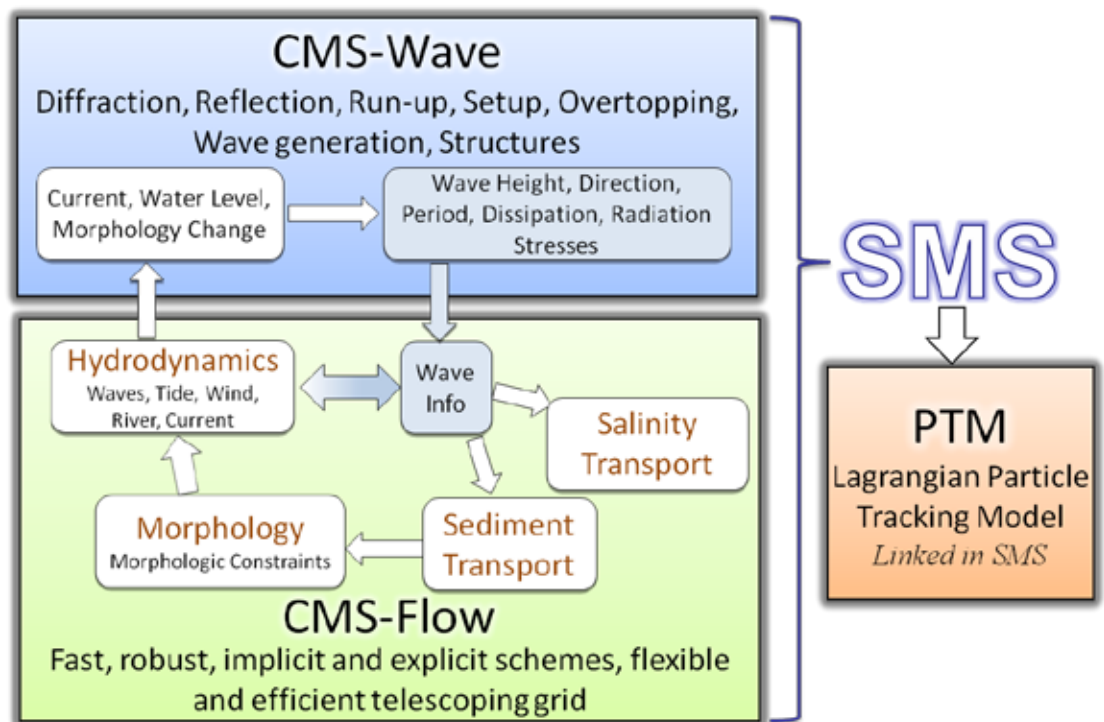 CMS-Wave
Diffraction, Reflection, Run-up, Setup, Overtopping,
Wave generation, Structures
Current, Water Level,
Morphology Change
Wave Height, Direction,
Period, Dissipation, Radiation
Stresses
Hydrodynamics
Waves, Tide, Wind,
River, Current
Wave
Info
Salinity
Transport
Morphology
Morphologic Constraints
Sediment
Transport
CMS-Flow
Fast, robust, implicit and explicit schemes, flexible
and efficient telescoping grid
SMS
PTM
Lagrangian Particle
Tracking Model
Linked in SMS